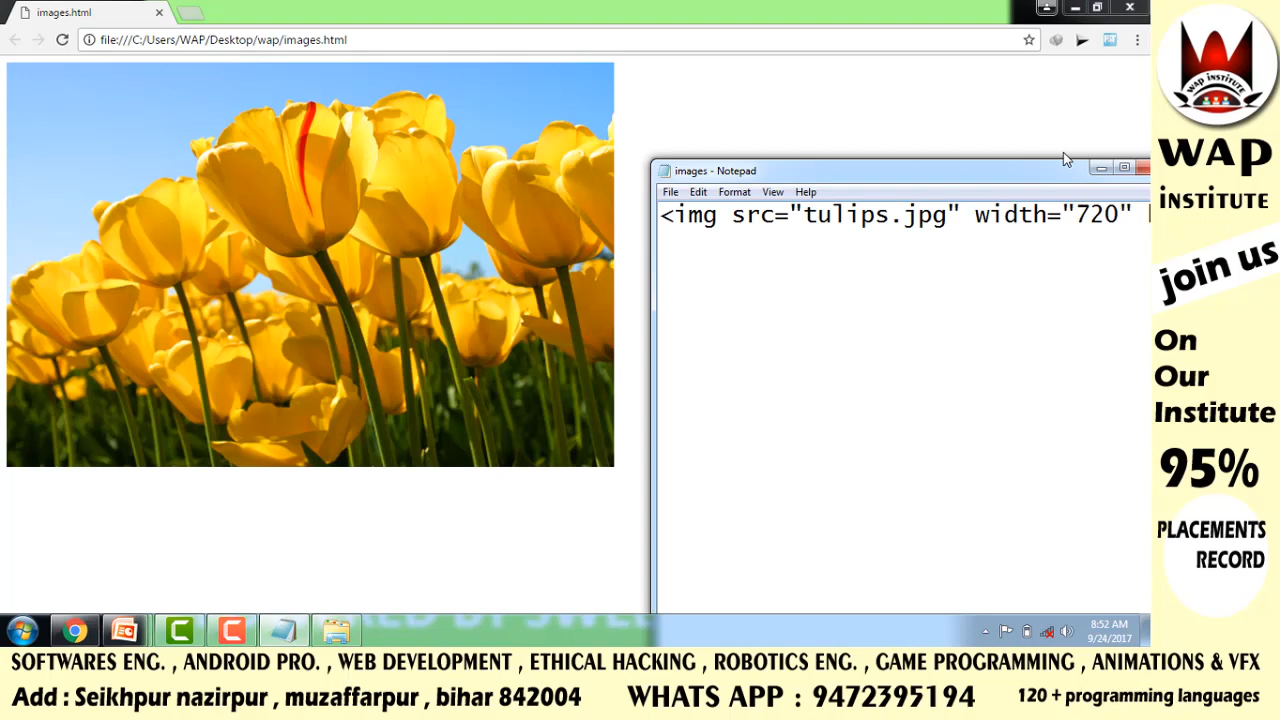 images.html
file:///C:/Users/WAP/Desktop/wap/images.html
images - Notepad
File Edit Format View Help
<img src="tulips.jpg" width="720"
8:52 AM
9/24/2017
WAP INSTITUTE
WAP
INSTITUTE
join us
On
Our
Institute
95%
PLACEMENTS
RECORD
SOFTWARES ENG. , ANDROID PRO. , WEB DEVELOPMENT , ETHICAL HACKING , ROBOTICS ENG. , GAME PROGRAMMING , ANIMATIONS & VFX
Add : Seikhpur nazirpur , muzaffarpur , bihar 842004 WHATS APP : 9472395194 120 + programming languages